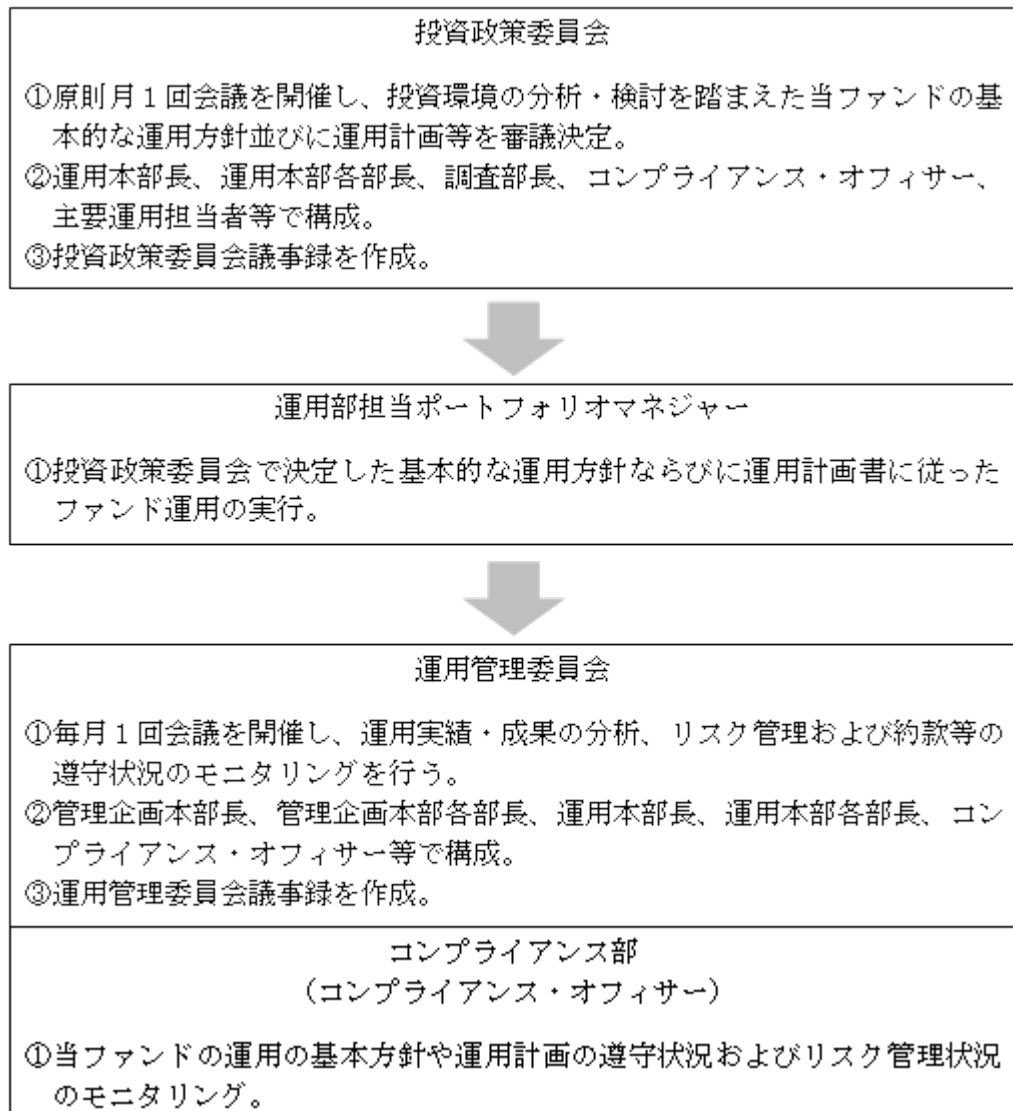 投資政策委員会
①原則月１回会議を開催し、投資環境の分析・検討を踏まえた当ファンドの基
本的な運用方針並びに運用計画等を審議決定。
②運用本部長、運用本部各部長、調査部長、コンプライアンス・オフィサー、
主要運用担当者等で構成。
③投資政策委員会議事録を作成。
運用部担当ポートフォリオマネジャー
①投資政策委員会で決定した基本的な運用方針ならびに運用計画書に従った
ファンド運用の実行。
運用管理委員会
①毎月１回会議を開催し、運用実績・成果の分析、リスク管理および約款等の
遵守状況のモニタリングを行う。
②管理企画本部長、管理企画本部各部長、運用本部長、運用本部各部長、コン
プライアンス・オフィサー等で構成。
③運用管理委員会議事録を作成。
コンプライアンス部
（コンプライアンス・オフィサー）
①当ファンドの運用の基本方針や運用計画の遵守状況およびリスク管理状況
のモニタリング。